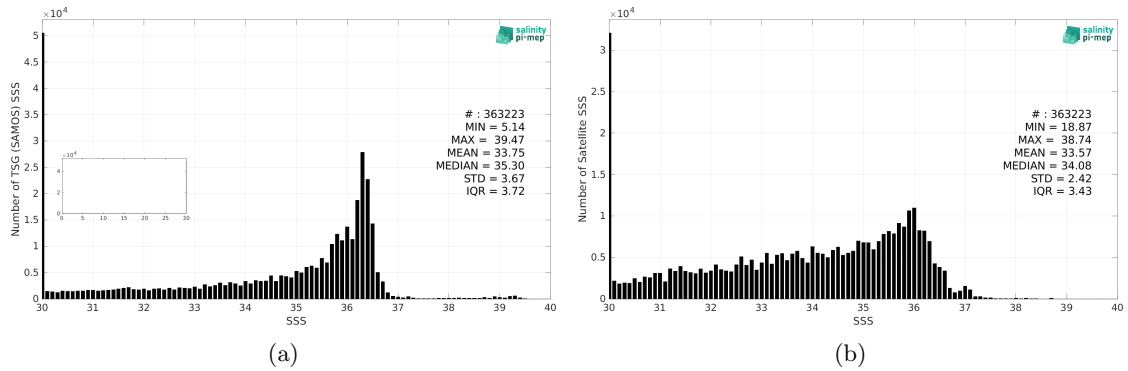 ×10⁴
5
4.5
4
3.5
3
2.5
2
1.5
1
0.5
0
Number of TSG (SAMOS) SSS
salinity
pi-mep
# : 363223
MIN = 5.14
MAX = 39.47
MEAN = 33.75
MEDIAN = 35.30
STD = 3.67
IQR = 3.72
×10⁴
4
2
0
0 5 10 15 20 25 30
30 31 32 33 34 35 36 37 38 39 40
SSS
(a)
×10⁴
3
2.5
2
1.5
1
0.5
0
Number of Satellite SSS
salinity
pi-mep
# : 363223
MIN = 18.87
MAX = 38.74
MEAN = 33.57
MEDIAN = 34.08
STD = 2.42
IQR = 3.43
30 31 32 33 34 35 36 37 38 39 40
SSS
(b)